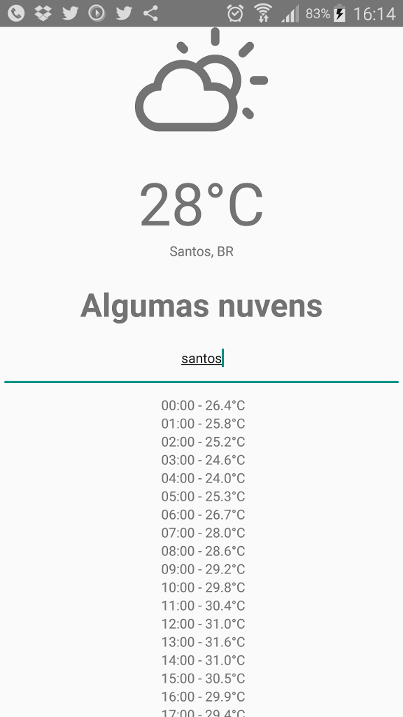 83% 16:14
28°C
Santos, BR
Algumas nuvens
santos
00:00 - 26.4°C
01:00 - 25.8°C
02:00 - 25.2°C
03:00 - 24.6°C
04:00 - 24.0°C
05:00 - 25.3°C
06:00 - 26.7°C
07:00 - 28.0°C
08:00 - 28.6°C
09:00 - 29.2°C
10:00 - 29.8°C
11:00 - 30.4°C
12:00 - 31.0°C
13:00 - 31.6°C
14:00 - 31.0°C
15:00 - 30.5°C
16:00 - 29.9°C
17:00 - 29.4°C